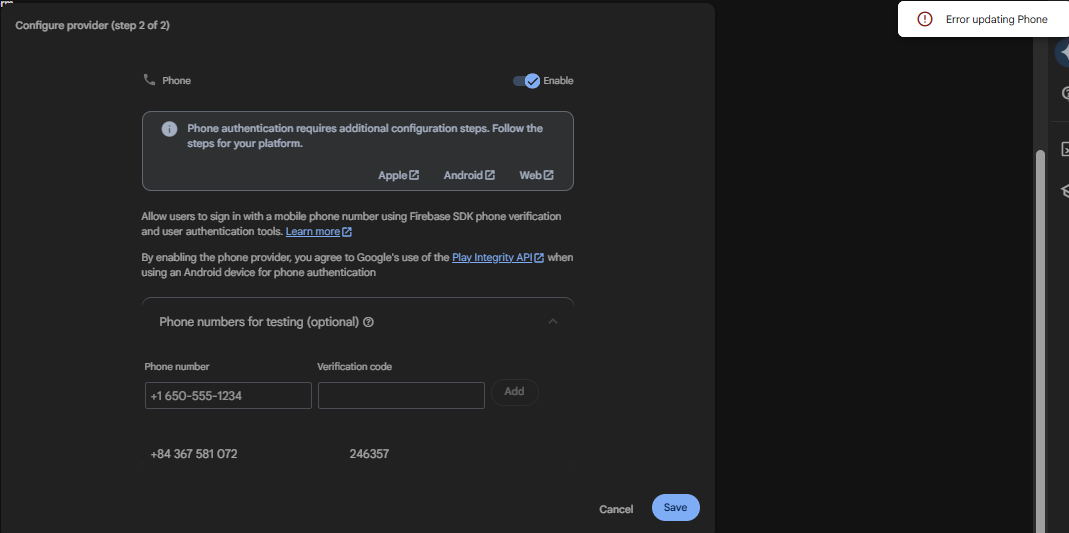 Configure provider (step 2 of 2)
Error updating Phone
Phone
Enable
Phone authentication requires additional configuration steps. Follow the
steps for your platform.
Apple
Android
Web
Allow users to sign in with a mobile phone number using Firebase SDK phone verification
and user authentication tools. Learn more
By enabling the phone provider, you agree to Google's use of the Play Integrity API when
using an Android device for phone authentication
Phone numbers for testing (optional)
Phone number
Verification code
+1 650-555-1234
Add
+84 367 581 072
246357
Cancel
Save